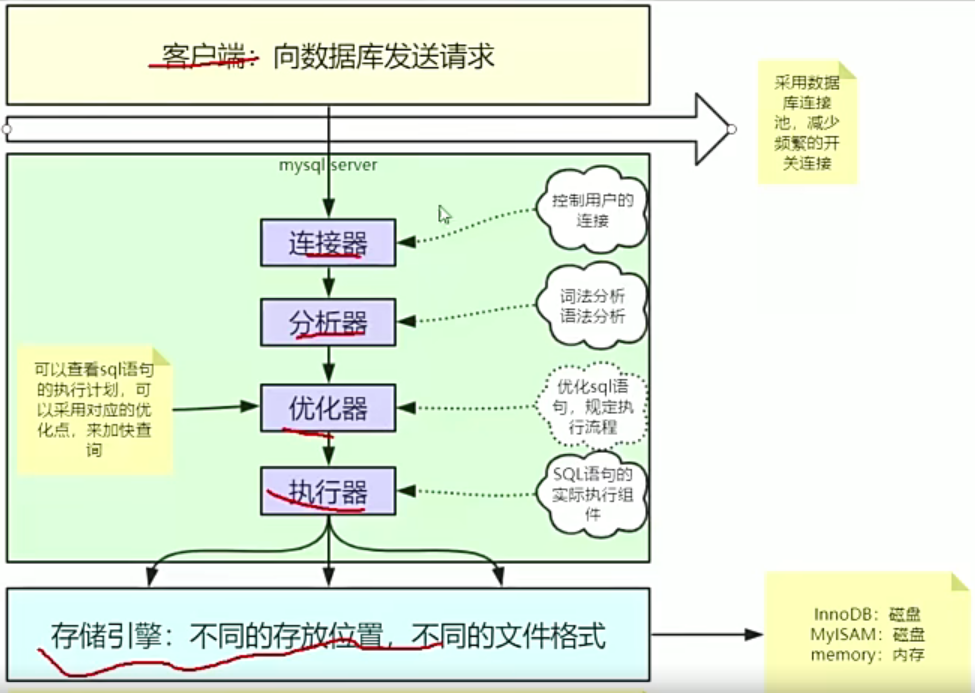 客户端：向数据库发送请求
采用数据
库连接
池，减少
频繁的开
关连接
mysql server
控制用户的
连接
连接器
词法分析
语法分析
分析器
可以查看sql语句
的执行计划，可
以采用对应的优
化点，来加快查
询
优化器
优化sql语
句，规定执
行流程
执行器
SQL语句的
实际执行组
件
存储引擎：不同的存放位置，不同的文件格式
InnoDB：磁盘
MyISAM：磁盘
memory：内存